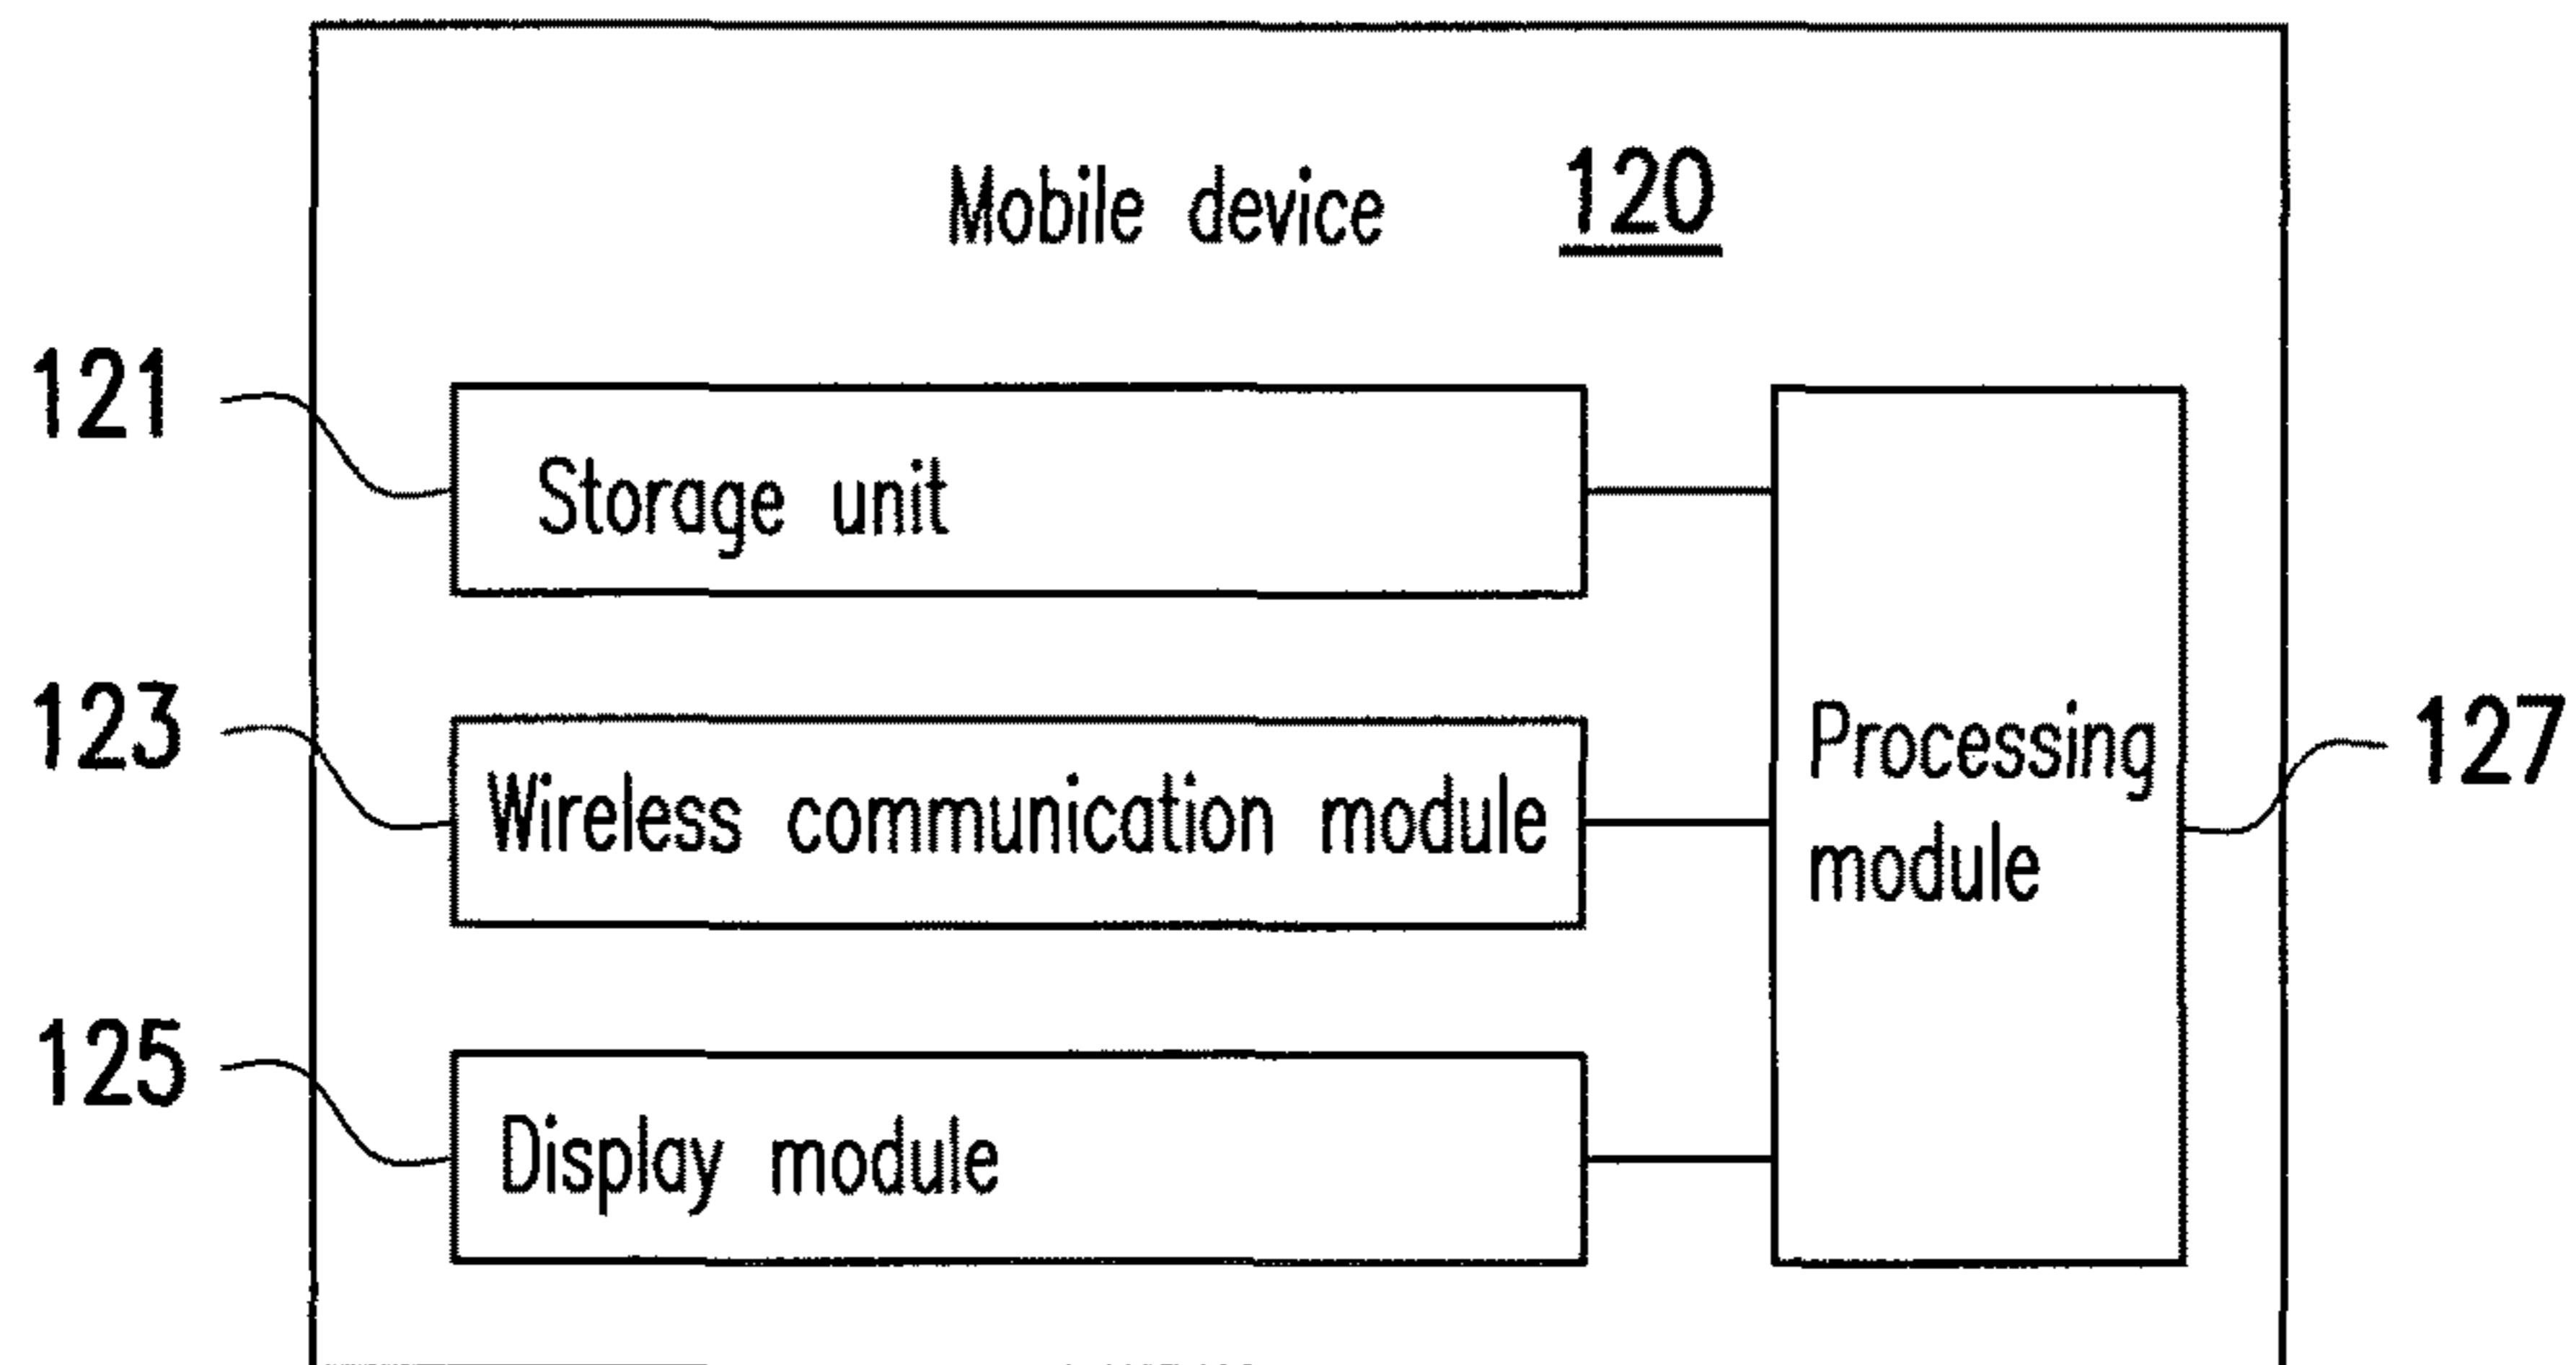 Mobile device 120
121
Storage unit
123
Wireless communication module
Processing
module
127
125
Display module